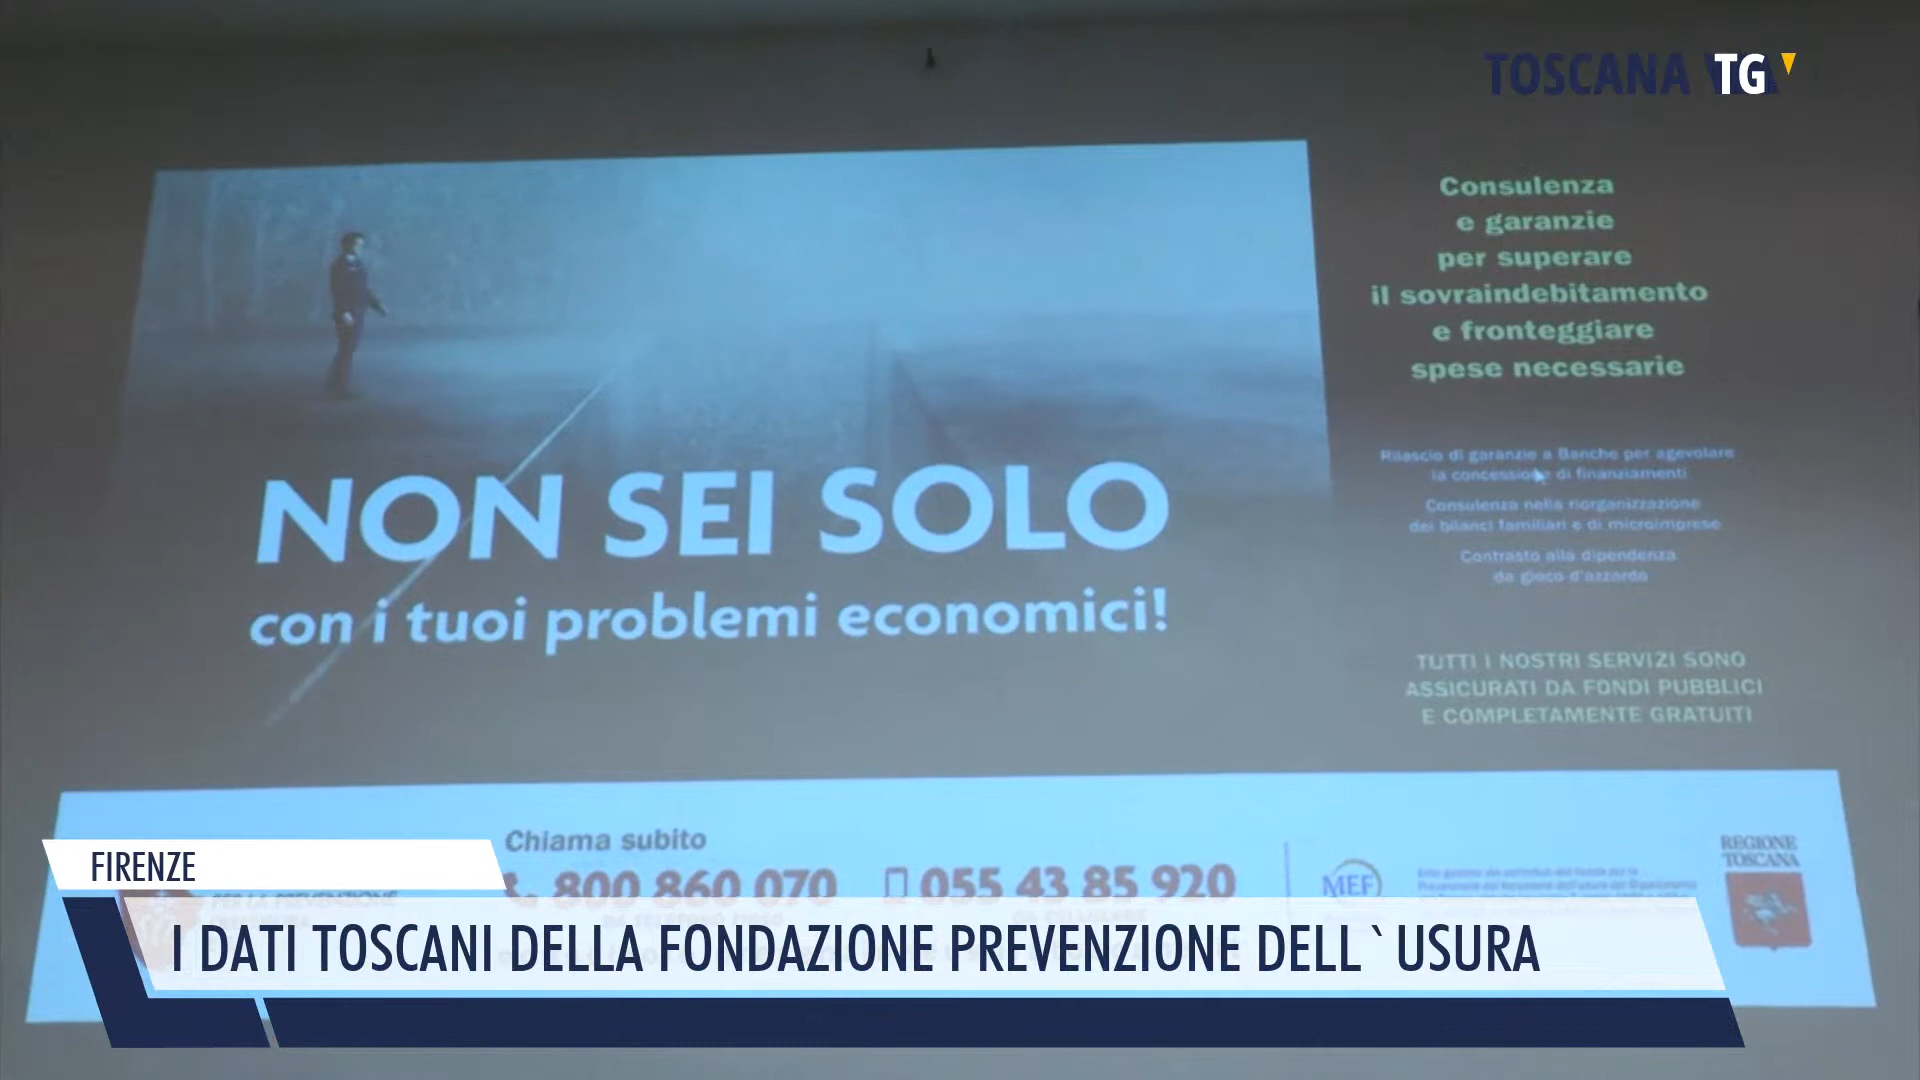 TOSCANA TG
Consulenza
e garanzie
per superare
il sovraindebitamento
e fronteggiare
spese necessarie
Rilascio di garanzie a Banche per agevolare
la concessione di finanziamenti
Consulenza nella riorganizzazione
dei bilanci familiari e di microimprese
Contrasto alla dipendenza
da gioco d'azzardo
TUTTI I NOSTRI SERVIZI SONO
ASSICURATI DA FONDI PUBBLICI
E COMPLETAMENTE GRATUITI
NON SEI SOLO
con i tuoi problemi economici!
Chiama subito
800 860 070
055 43 85 920
MEF
REGIONE
TOSCANA
PER LA PREVENZIONE
FIRENZE
I DATI TOSCANI DELLA FONDAZIONE PREVENZIONE DELL`USURA